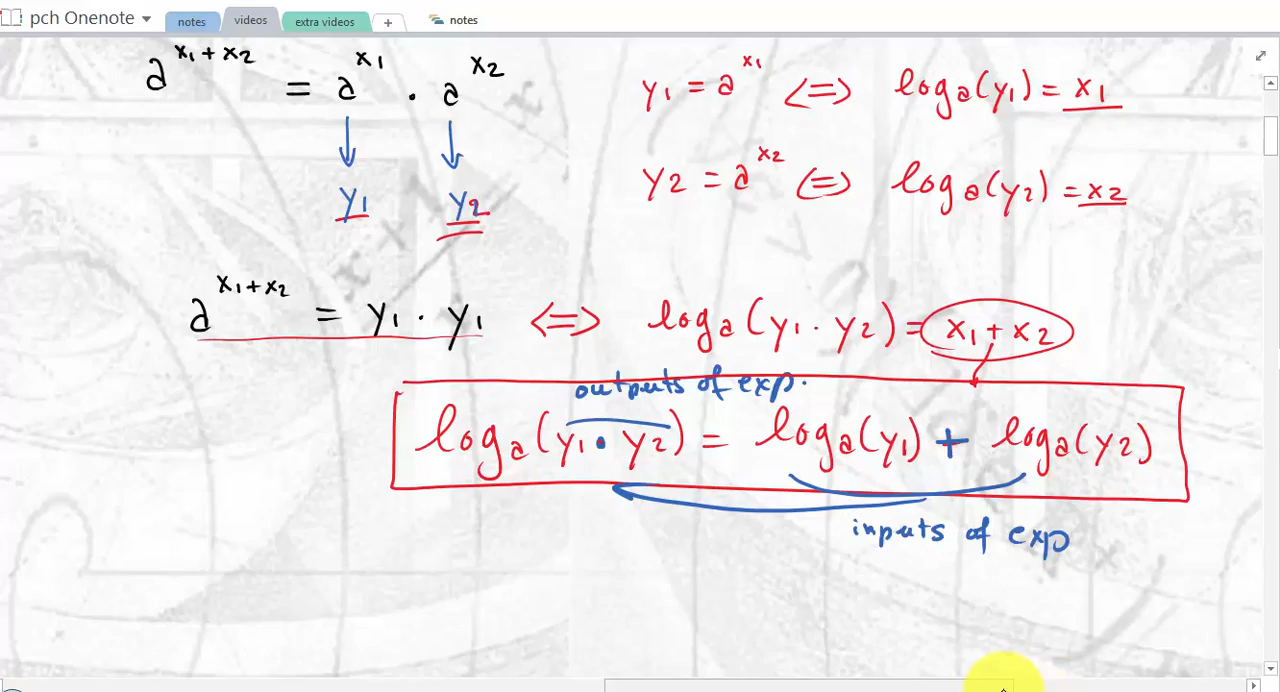 pch Onenote
notes
videos
extra videos
+
notes
a^(x1+x2) = a^x1 · a^x2
y1 y2
y1 = a^x1 <=> loga(y1) = x1
y2 = a^x2 <=> loga(y2) = x2
a^(x1+x2) = y1 · y1 <=> loga(y1 · y2) = x1 + x2
outputs of exp.
loga(y1 · y2) = loga(y1) + loga(y2)
inputs of exp